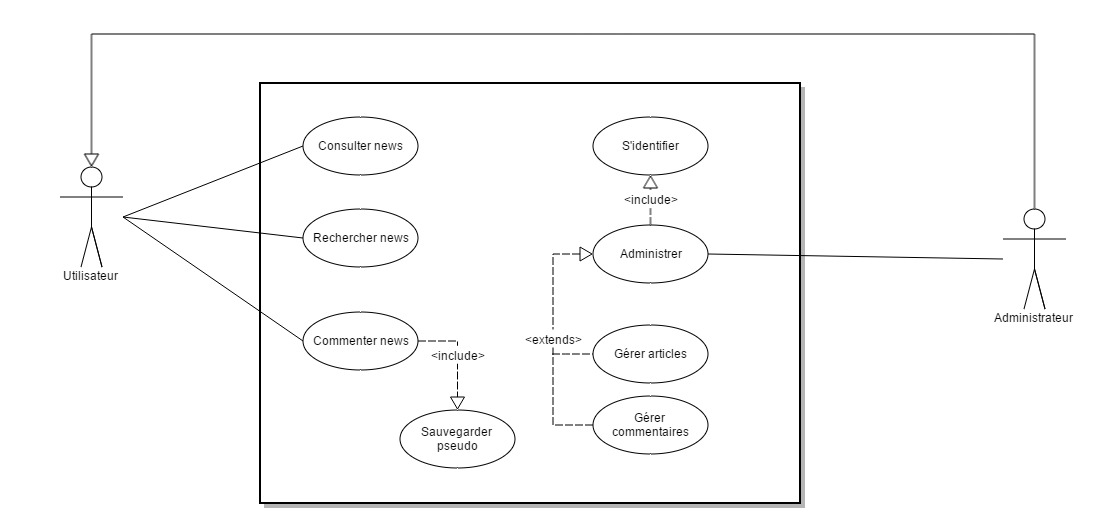 Consulter news
S'identifier
<include>
Rechercher news
Administrer
Utilisateur
Administrateur
Commenter news
<extends>
<include>
Gérer articles
Sauvegarder
pseudo
Gérer
commentaires